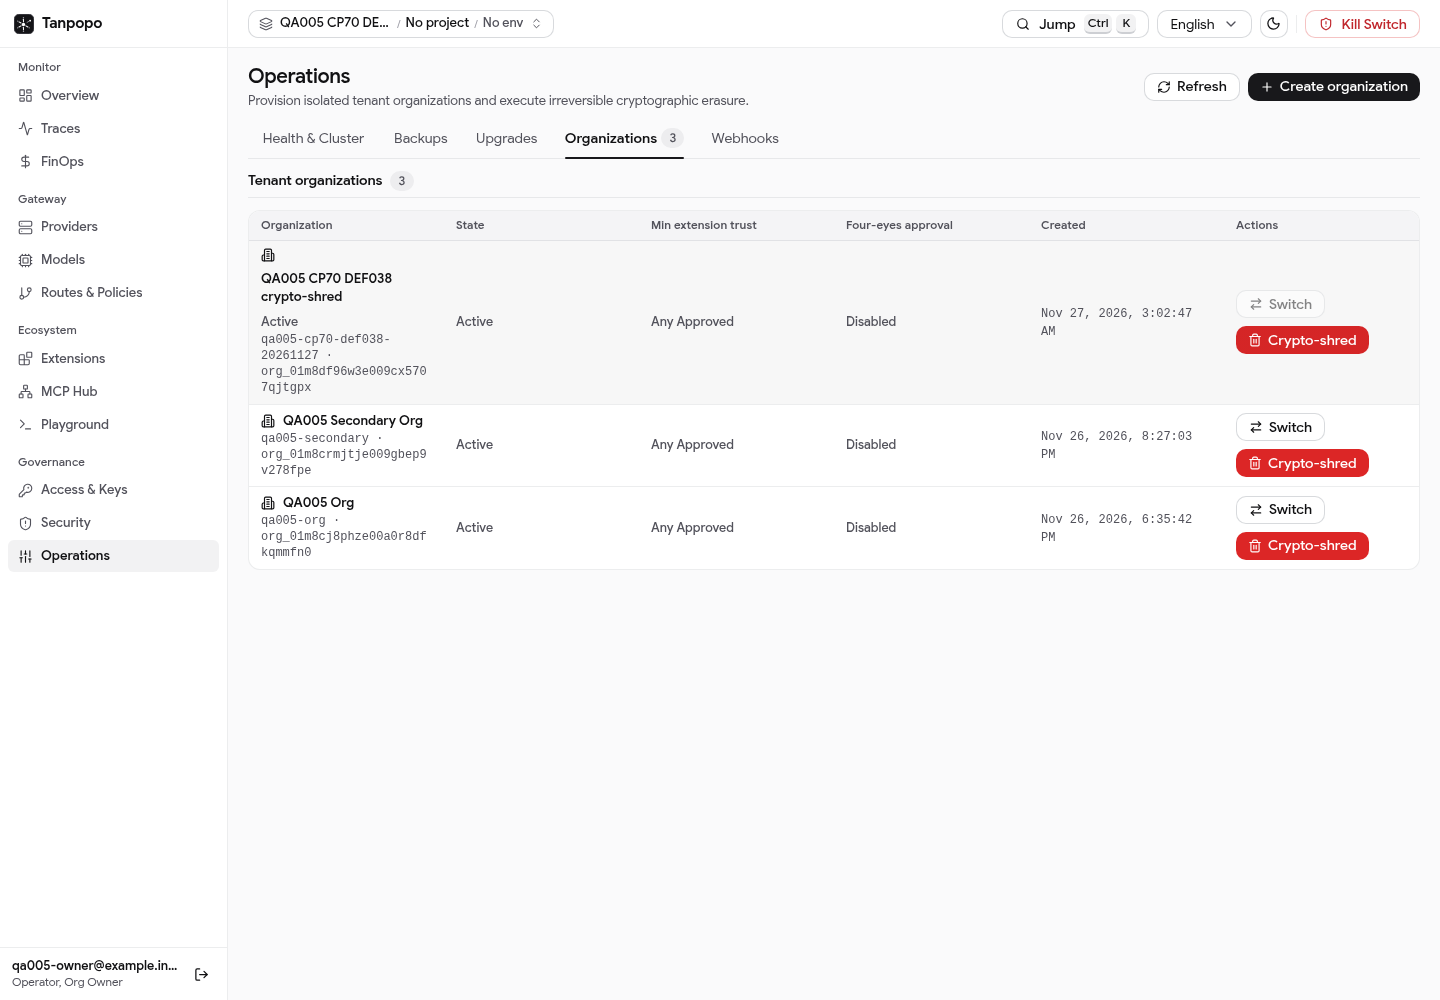 Tanpopo
QA005 CP70 DE... / No project / No env
Jump Ctrl K
English
Kill Switch
Monitor
Overview
Traces
FinOps
Gateway
Providers
Models
Routes & Policies
Ecosystem
Extensions
MCP Hub
Playground
Governance
Access & Keys
Security
Operations
qa005-owner@example.in...
Operator, Org Owner
Operations
Provision isolated tenant organizations and execute irreversible cryptographic erasure.
Refresh
Create organization
Health & Cluster Backups Upgrades Organizations 3 Webhooks
Tenant organizations 3
Organization State Min extension trust Four-eyes approval Created Actions
QA005 CP70 DEF038
crypto-shred
Active
qa005-cp70-def038-
20261127 ·
org_01m8df96w3e009cx570
7qjtgpx
Active
Any Approved
Disabled
Nov 27, 2026, 3:02:47
AM
Switch
Crypto-shred
QA005 Secondary Org
qa005-secondary ·
org_01m8crmjtje009gbep9
v278fpe
Active
Any Approved
Disabled
Nov 26, 2026, 8:27:03
PM
Switch
Crypto-shred
QA005 Org
qa005-org ·
org_01m8cj8phze00a0r8df
kqmmfn0
Active
Any Approved
Disabled
Nov 26, 2026, 6:35:42
PM
Switch
Crypto-shred